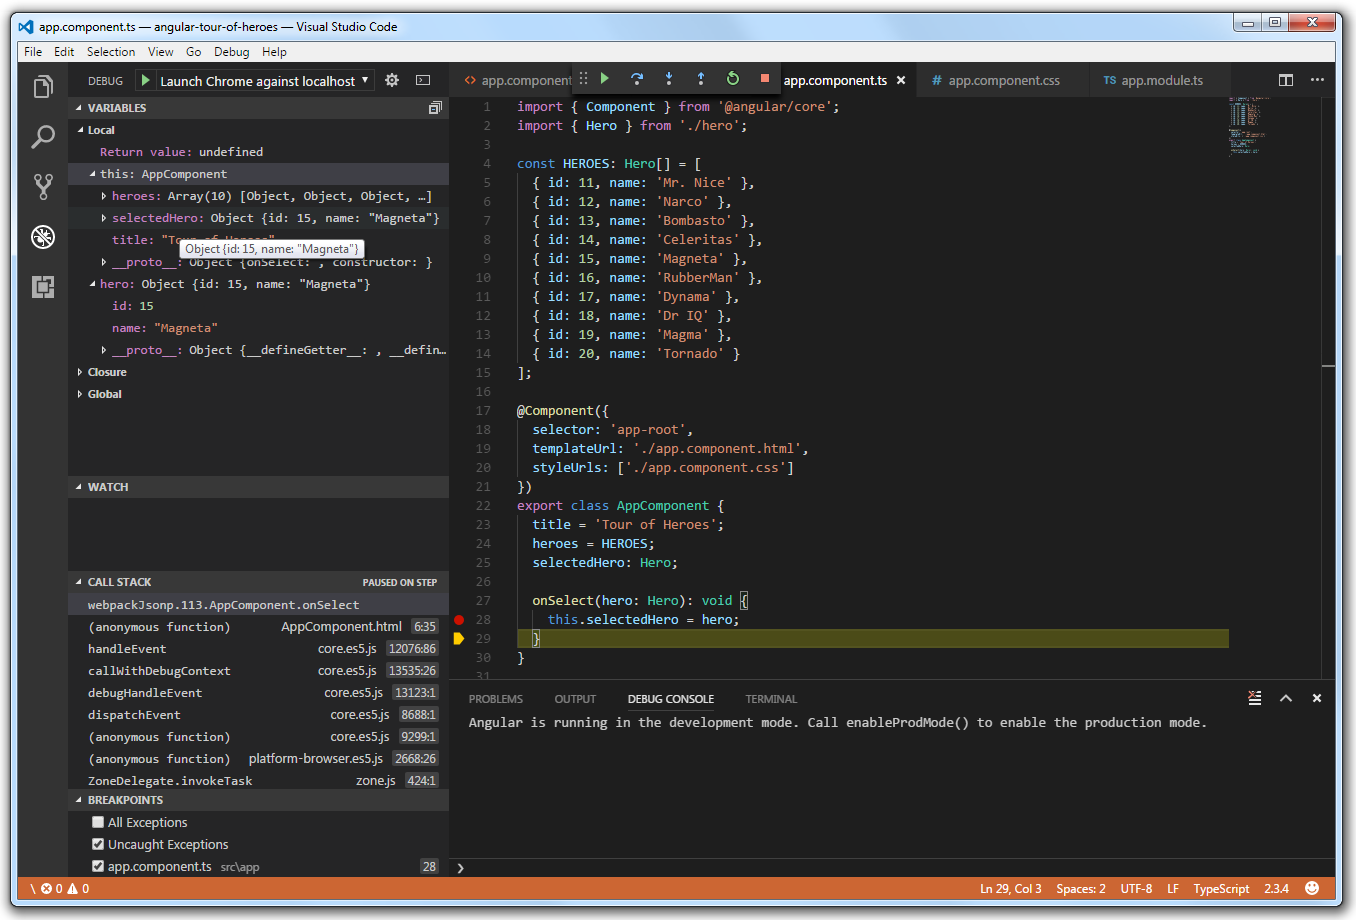 app.component.ts — angular-tour-of-heroes — Visual Studio Code
File Edit Selection View Go Debug Help
DEBUG Launch Chrome against localhost
VARIABLES
Local
Return value: undefined
this: AppComponent
heroes: Array(10) [Object, Object, Object, …]
selectedHero: Object {id: 15, name: "Magneta"}
title: "Tour of Heroes"
Object {id: 15, name: "Magneta"}
__proto__: Object {onSelect: , constructor: }
hero: Object {id: 15, name: "Magneta"}
id: 15
name: "Magneta"
__proto__: Object {__defineGetter__: , __defin…
Closure
Global
WATCH
CALL STACK PAUSED ON STEP
webpackJsonp.113.AppComponent.onSelect
(anonymous function) AppComponent.html 6:35
handleEvent core.es5.js 12076:86
callWithDebugContext core.es5.js 13535:26
debugHandleEvent core.es5.js 13123:1
dispatchEvent core.es5.js 8688:1
(anonymous function) core.es5.js 9299:1
(anonymous function) platform-browser.es5.js 2668:26
ZoneDelegate.invokeTask zone.js 424:1
BREAKPOINTS
All Exceptions
Uncaught Exceptions
app.component.ts src\app 28
<> app.component app.component.ts # app.component.css TS app.module.ts
1 import { Component } from '@angular/core';
2 import { Hero } from './hero';
3
4 const HEROES: Hero[] = [
5 { id: 11, name: 'Mr. Nice' },
6 { id: 12, name: 'Narco' },
7 { id: 13, name: 'Bombasto' },
8 { id: 14, name: 'Celeritas' },
9 { id: 15, name: 'Magneta' },
10 { id: 16, name: 'RubberMan' },
11 { id: 17, name: 'Dynama' },
12 { id: 18, name: 'Dr IQ' },
13 { id: 19, name: 'Magma' },
14 { id: 20, name: 'Tornado' }
15 ];
16
17 @Component({
18 selector: 'app-root',
19 templateUrl: './app.component.html',
20 styleUrls: ['./app.component.css']
21 })
22 export class AppComponent {
23 title = 'Tour of Heroes';
24 heroes = HEROES;
25 selectedHero: Hero;
26
27 onSelect(hero: Hero): void {
28 this.selectedHero = hero;
29 }
30 }
31
PROBLEMS OUTPUT DEBUG CONSOLE TERMINAL
Angular is running in the development mode. Call enableProdMode() to enable the production mode.
\ 0 0 Ln 29, Col 3 Spaces: 2 UTF-8 LF TypeScript 2.3.4